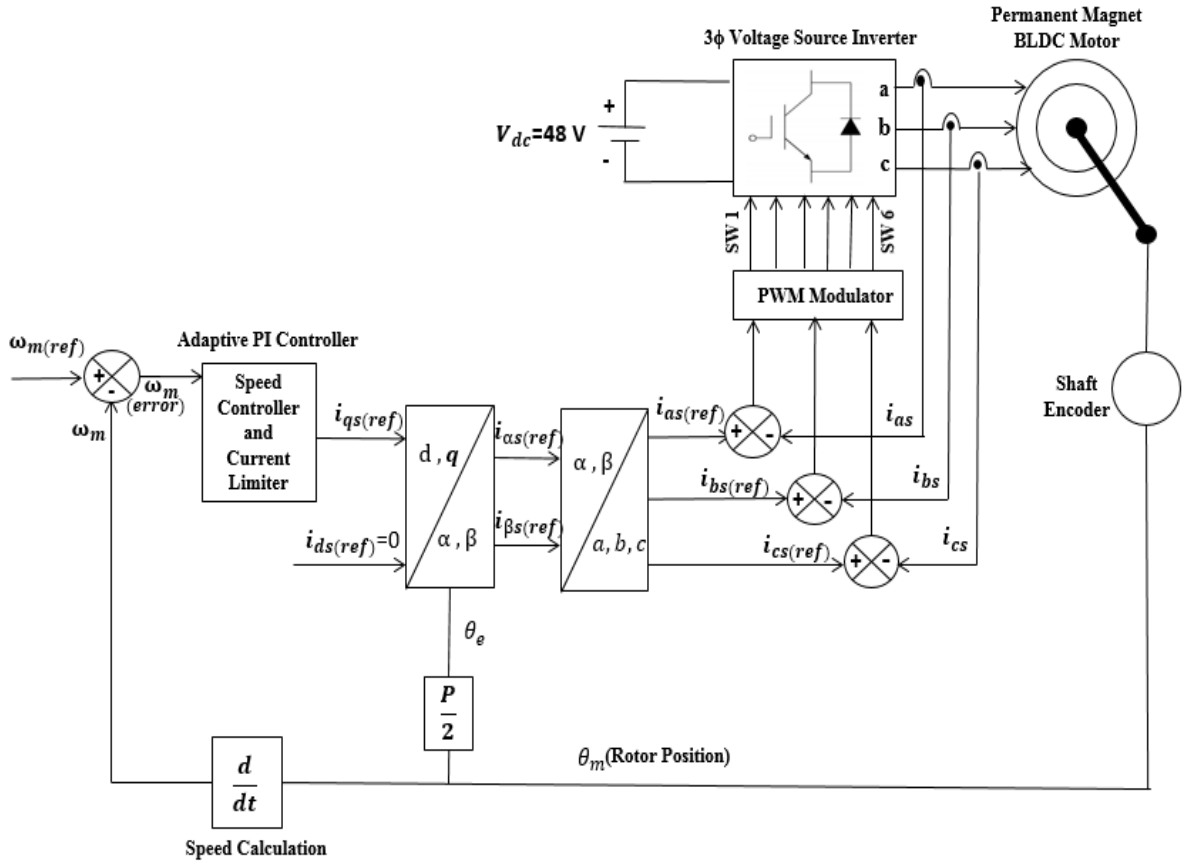 Permanent Magnet
BLDC Motor
3ϕ Voltage Source Inverter
a
b
c
+
V_dc=48 V
-
SW 1
SW 6
PWM Modulator
Adaptive PI Controller
ω_m(ref)
+
-
ω_m
(error)
ω_m
Speed
Controller
and
Current
Limiter
i_qs(ref)
i_ds(ref)=0
d , q
α , β
i_αs(ref)
i_βs(ref)
α , β
a, b, c
i_as(ref)
+
-
i_as
i_bs(ref)
+
-
i_bs
i_cs(ref)
+
-
i_cs
Shaft
Encoder
θ_e
P
2
θ_m(Rotor Position)
d
dt
Speed Calculation